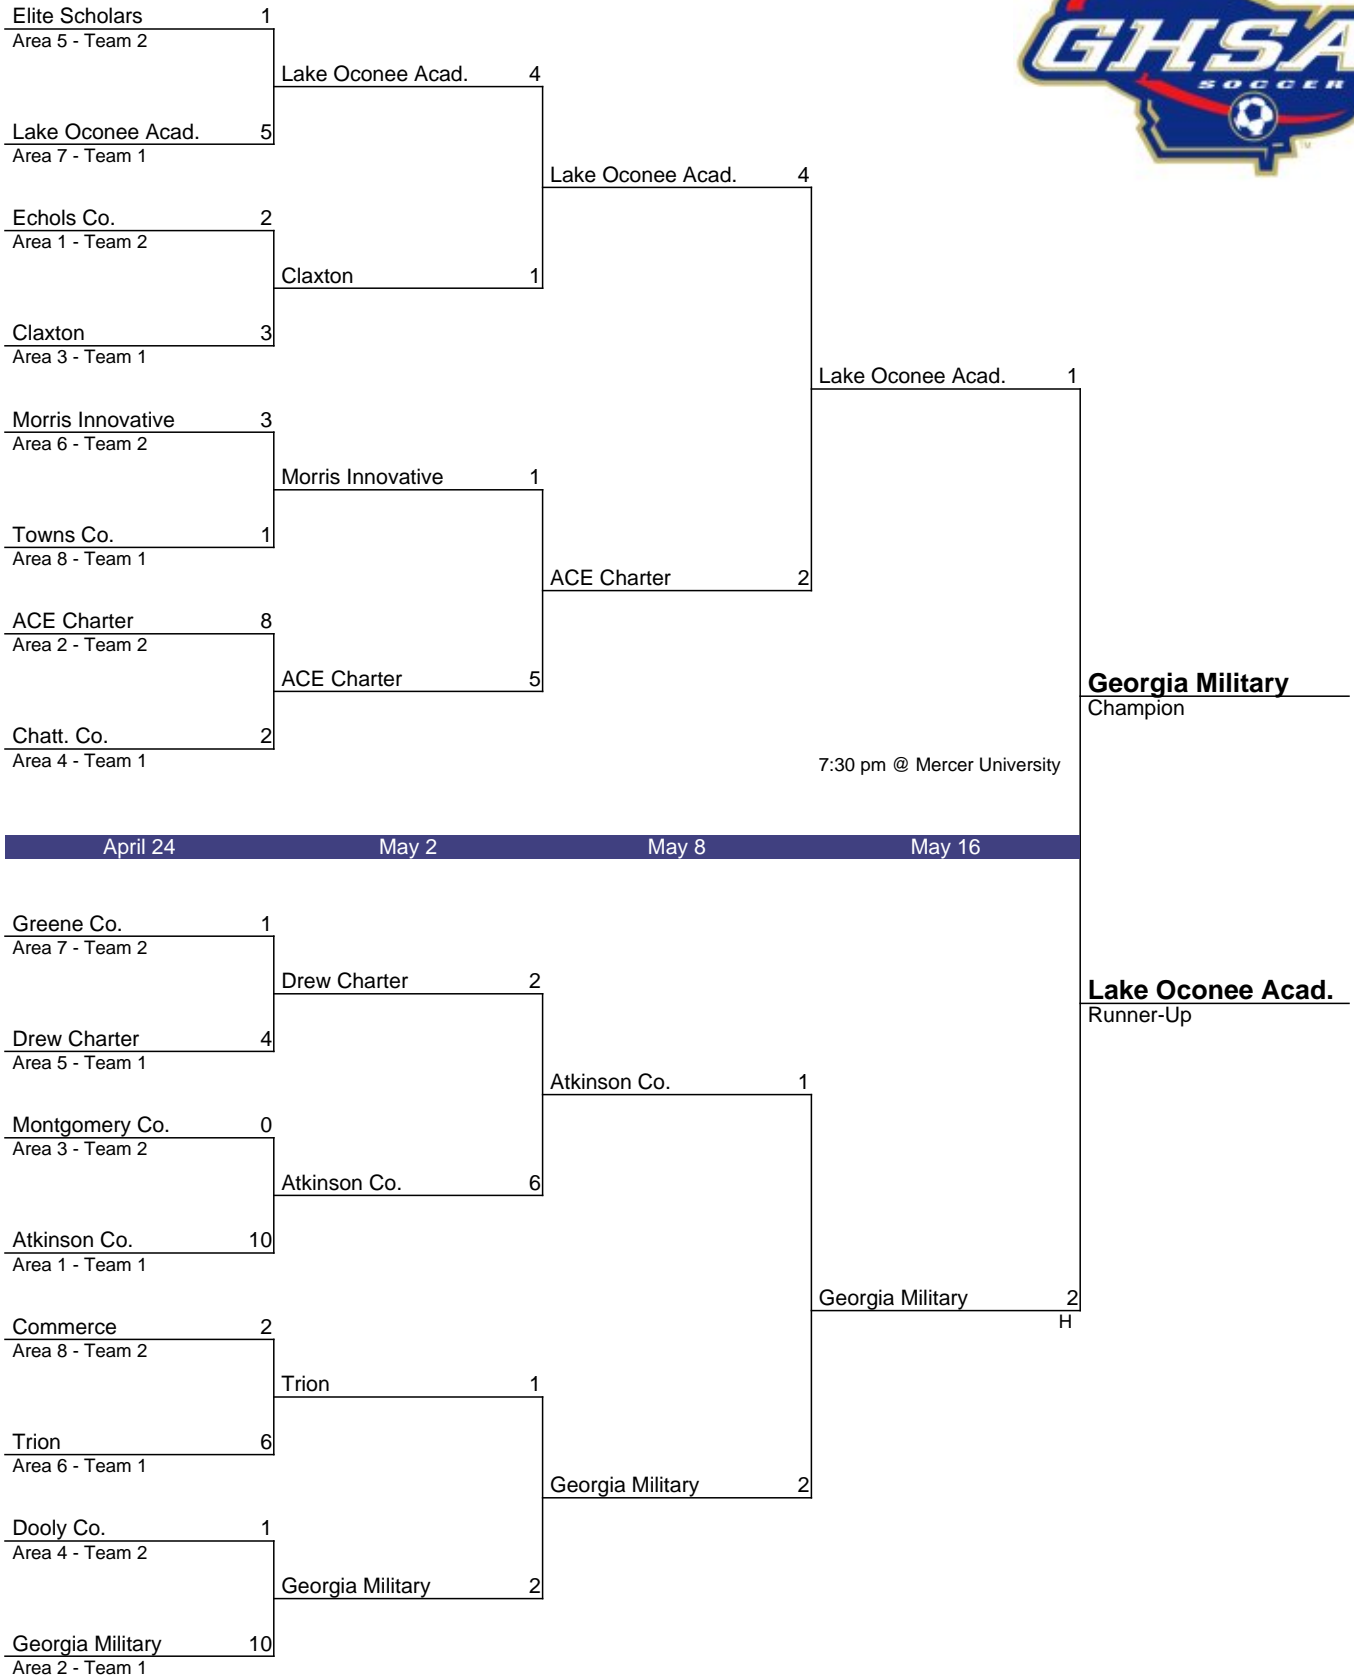 GHSA
SOCCER
TM
Elite Scholars 1
Area 5 - Team 2
Lake Oconee Acad. 4
Lake Oconee Acad. 5
Area 7 - Team 1
Lake Oconee Acad. 4
Echols Co. 2
Area 1 - Team 2
Claxton 1
Claxton 3
Area 3 - Team 1
Lake Oconee Acad. 1
Morris Innovative 3
Area 6 - Team 2
Morris Innovative 1
Towns Co. 1
Area 8 - Team 1
ACE Charter 2
ACE Charter 8
Area 2 - Team 2
ACE Charter 5
Georgia Military
Champion
Chatt. Co. 2
Area 4 - Team 1
7:30 pm @ Mercer University
April 24 May 2 May 8 May 16
Greene Co. 1
Area 7 - Team 2
Drew Charter 2
Lake Oconee Acad.
Runner-Up
Drew Charter 4
Area 5 - Team 1
Atkinson Co. 1
Montgomery Co. 0
Area 3 - Team 2
Atkinson Co. 6
Atkinson Co. 10
Area 1 - Team 1
Georgia Military 2
H
Commerce 2
Area 8 - Team 2
Trion 1
Trion 6
Area 6 - Team 1
Georgia Military 2
Dooly Co. 1
Area 4 - Team 2
Georgia Military 2
Georgia Military 10
Area 2 - Team 1